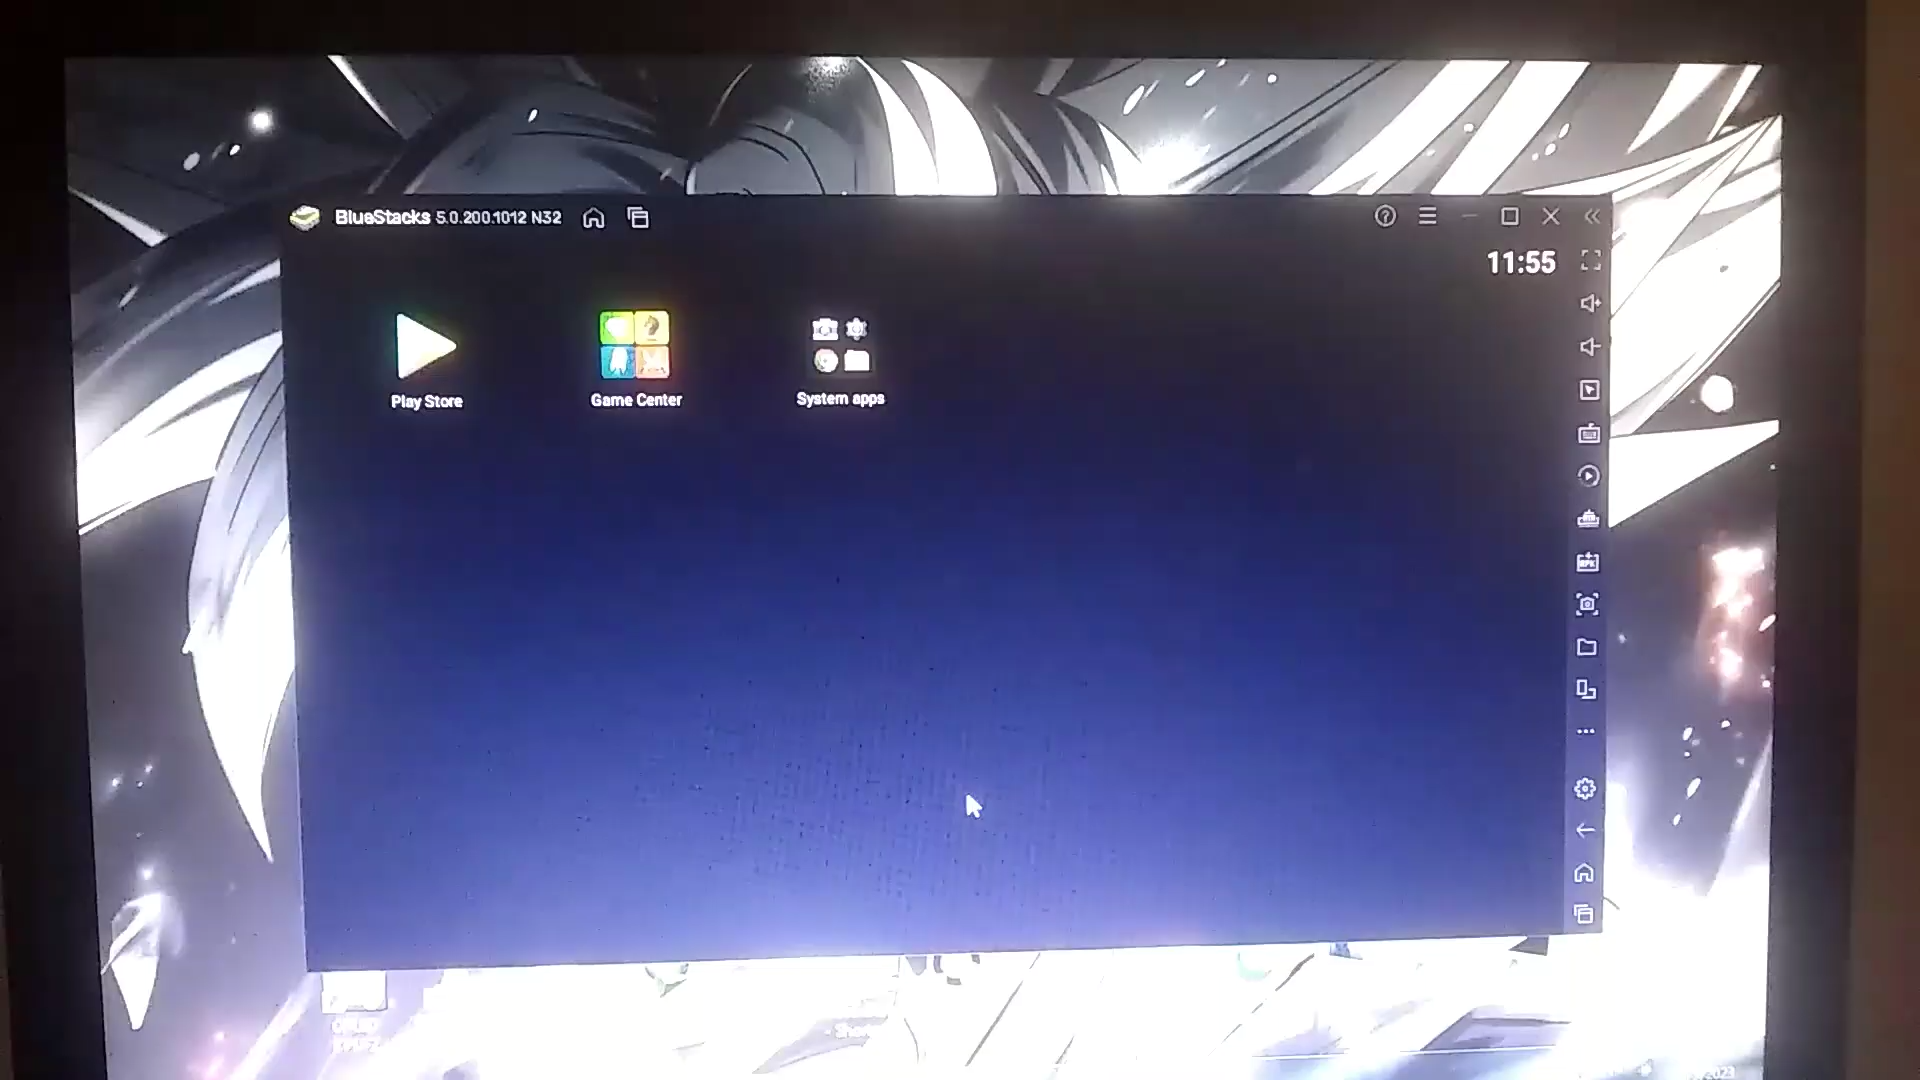 BlueStacks 5.0.200.1012 N32
11:55
Play Store
Game Center
System apps